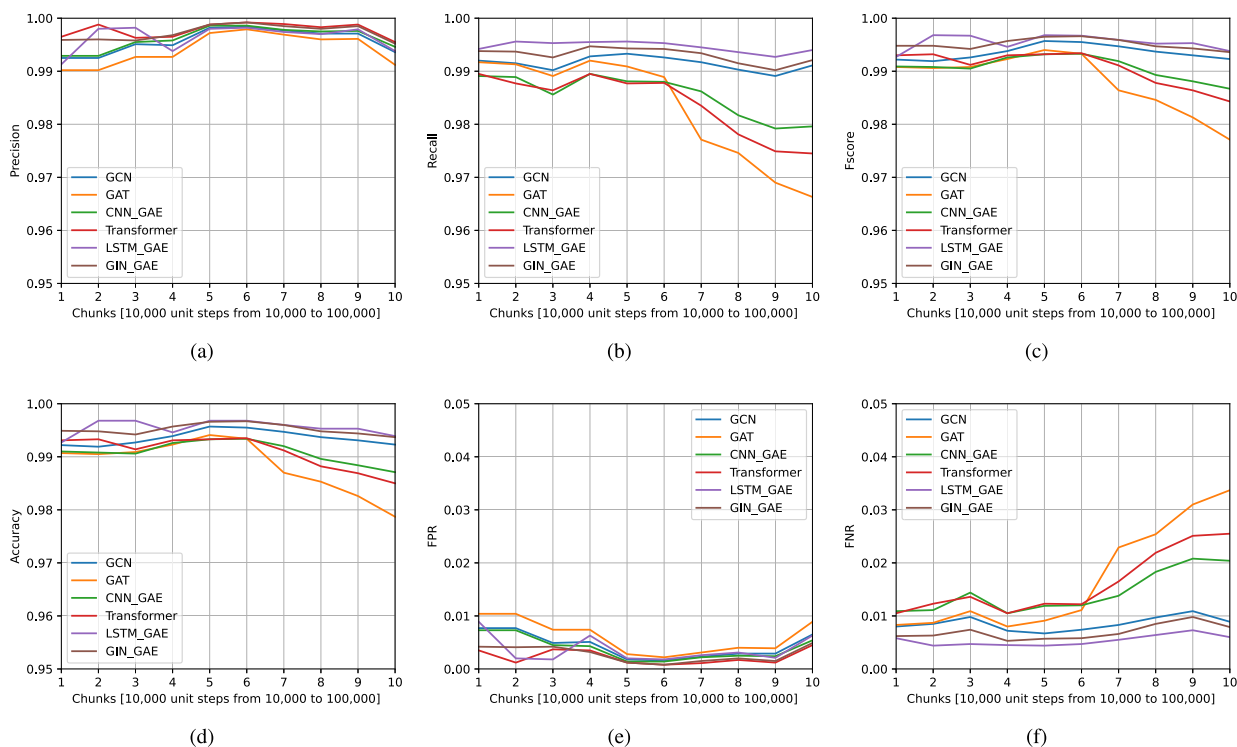 1.00
0.99
0.98
0.97
0.96
0.95
Precision
GCN
GAT
CNN_GAE
Transformer
LSTM_GAE
GIN_GAE
1 2 3 4 5 6 7 8 9 10
Chunks [10,000 unit steps from 10,000 to 100,000]
(a)
1.00
0.99
0.98
0.97
0.96
0.95
Recall
GCN
GAT
CNN_GAE
Transformer
LSTM_GAE
GIN_GAE
1 2 3 4 5 6 7 8 9 10
Chunks [10,000 unit steps from 10,000 to 100,000]
(b)
1.00
0.99
0.98
0.97
0.96
0.95
Fscore
GCN
GAT
CNN_GAE
Transformer
LSTM_GAE
GIN_GAE
1 2 3 4 5 6 7 8 9 10
Chunks [10,000 unit steps from 10,000 to 100,000]
(c)
1.00
0.99
0.98
0.97
0.96
0.95
Accuracy
GCN
GAT
CNN_GAE
Transformer
LSTM_GAE
GIN_GAE
1 2 3 4 5 6 7 8 9 10
Chunks [10,000 unit steps from 10,000 to 100,000]
(d)
0.05
0.04
0.03
0.02
0.01
0.00
FPR
GCN
GAT
CNN_GAE
Transformer
LSTM_GAE
GIN_GAE
1 2 3 4 5 6 7 8 9 10
Chunks [10,000 unit steps from 10,000 to 100,000]
(e)
0.05
0.04
0.03
0.02
0.01
0.00
FNR
GCN
GAT
CNN_GAE
Transformer
LSTM_GAE
GIN_GAE
1 2 3 4 5 6 7 8 9 10
Chunks [10,000 unit steps from 10,000 to 100,000]
(f)